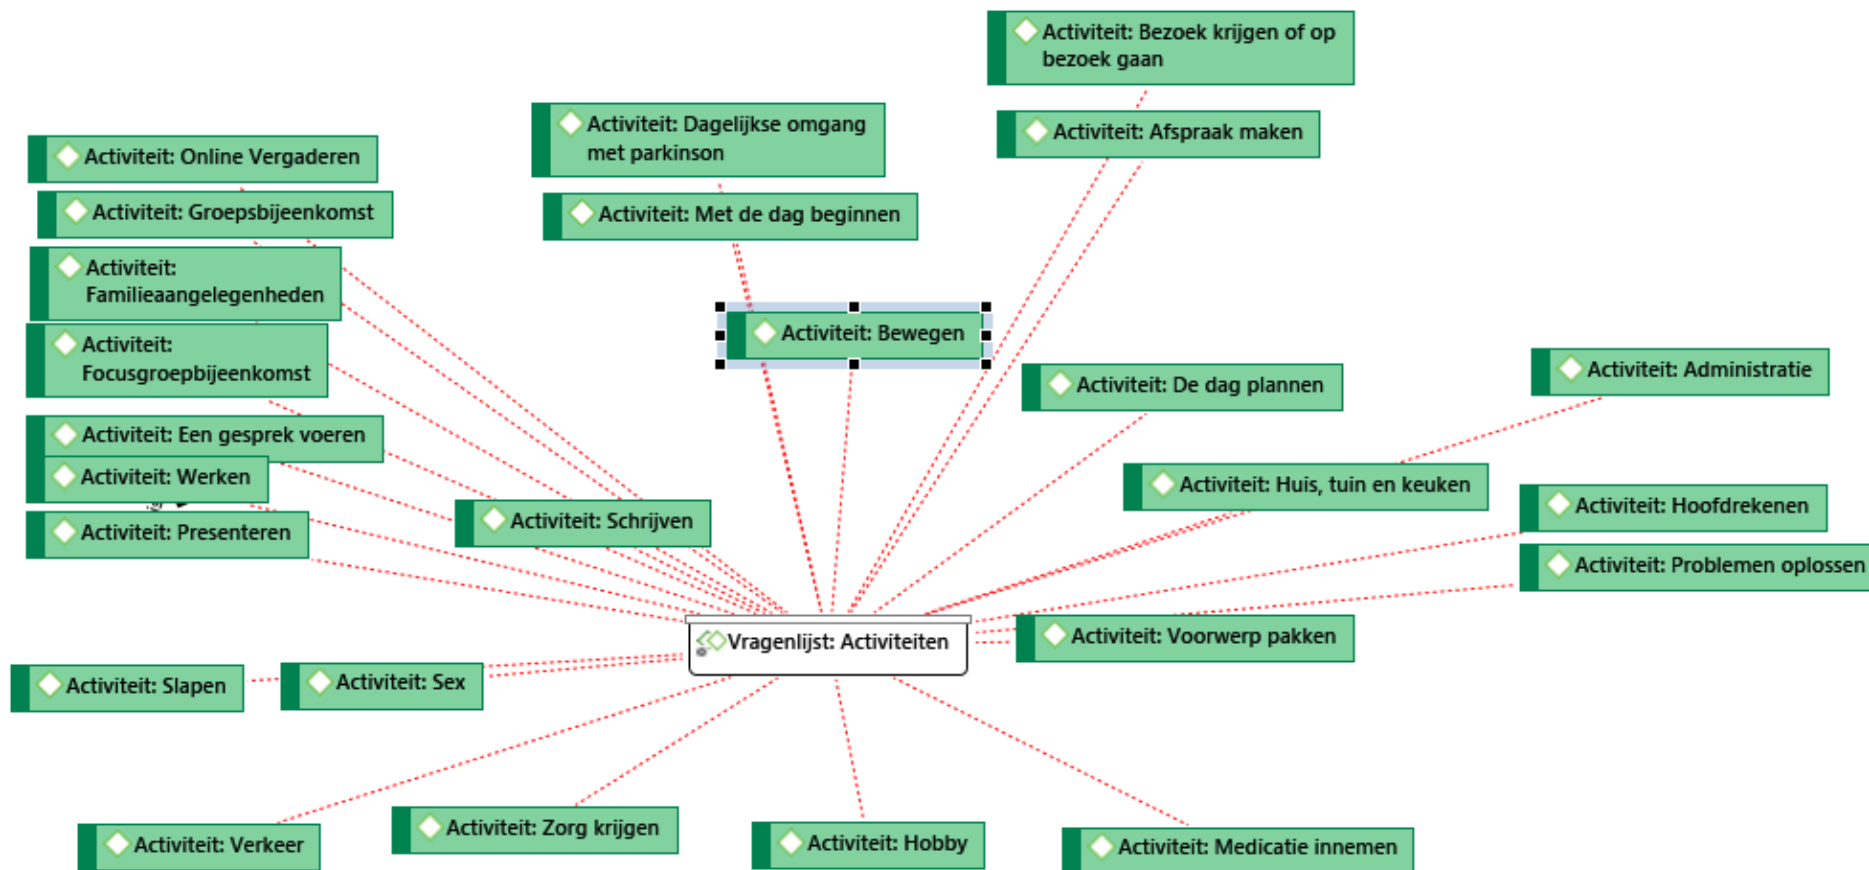 Activiteit: Bezoek krijgen of op
bezoek gaan
Activiteit: Dagelijkse omgang
met parkinson
Activiteit: Afspraak maken
Activiteit: Online Vergaderen
Activiteit: Groepsbijeenkomst
Activiteit: Met de dag beginnen
Activiteit:
Familieaangelegenheden
Activiteit:
Focusgroepbijeenkomst
Activiteit: Bewegen
Activiteit: De dag plannen
Activiteit: Administratie
Activiteit: Een gesprek voeren
Activiteit: Werken
Activiteit: Huis, tuin en keuken
Activiteit: Presenteren
Activiteit: Schrijven
Activiteit: Hoofdrekenen
Activiteit: Problemen oplossen
Vragenlijst: Activiteiten
Activiteit: Voorwerp pakken
Activiteit: Slapen
Activiteit: Sex
Activiteit: Verkeer
Activiteit: Zorg krijgen
Activiteit: Hobby
Activiteit: Medicatie innemen